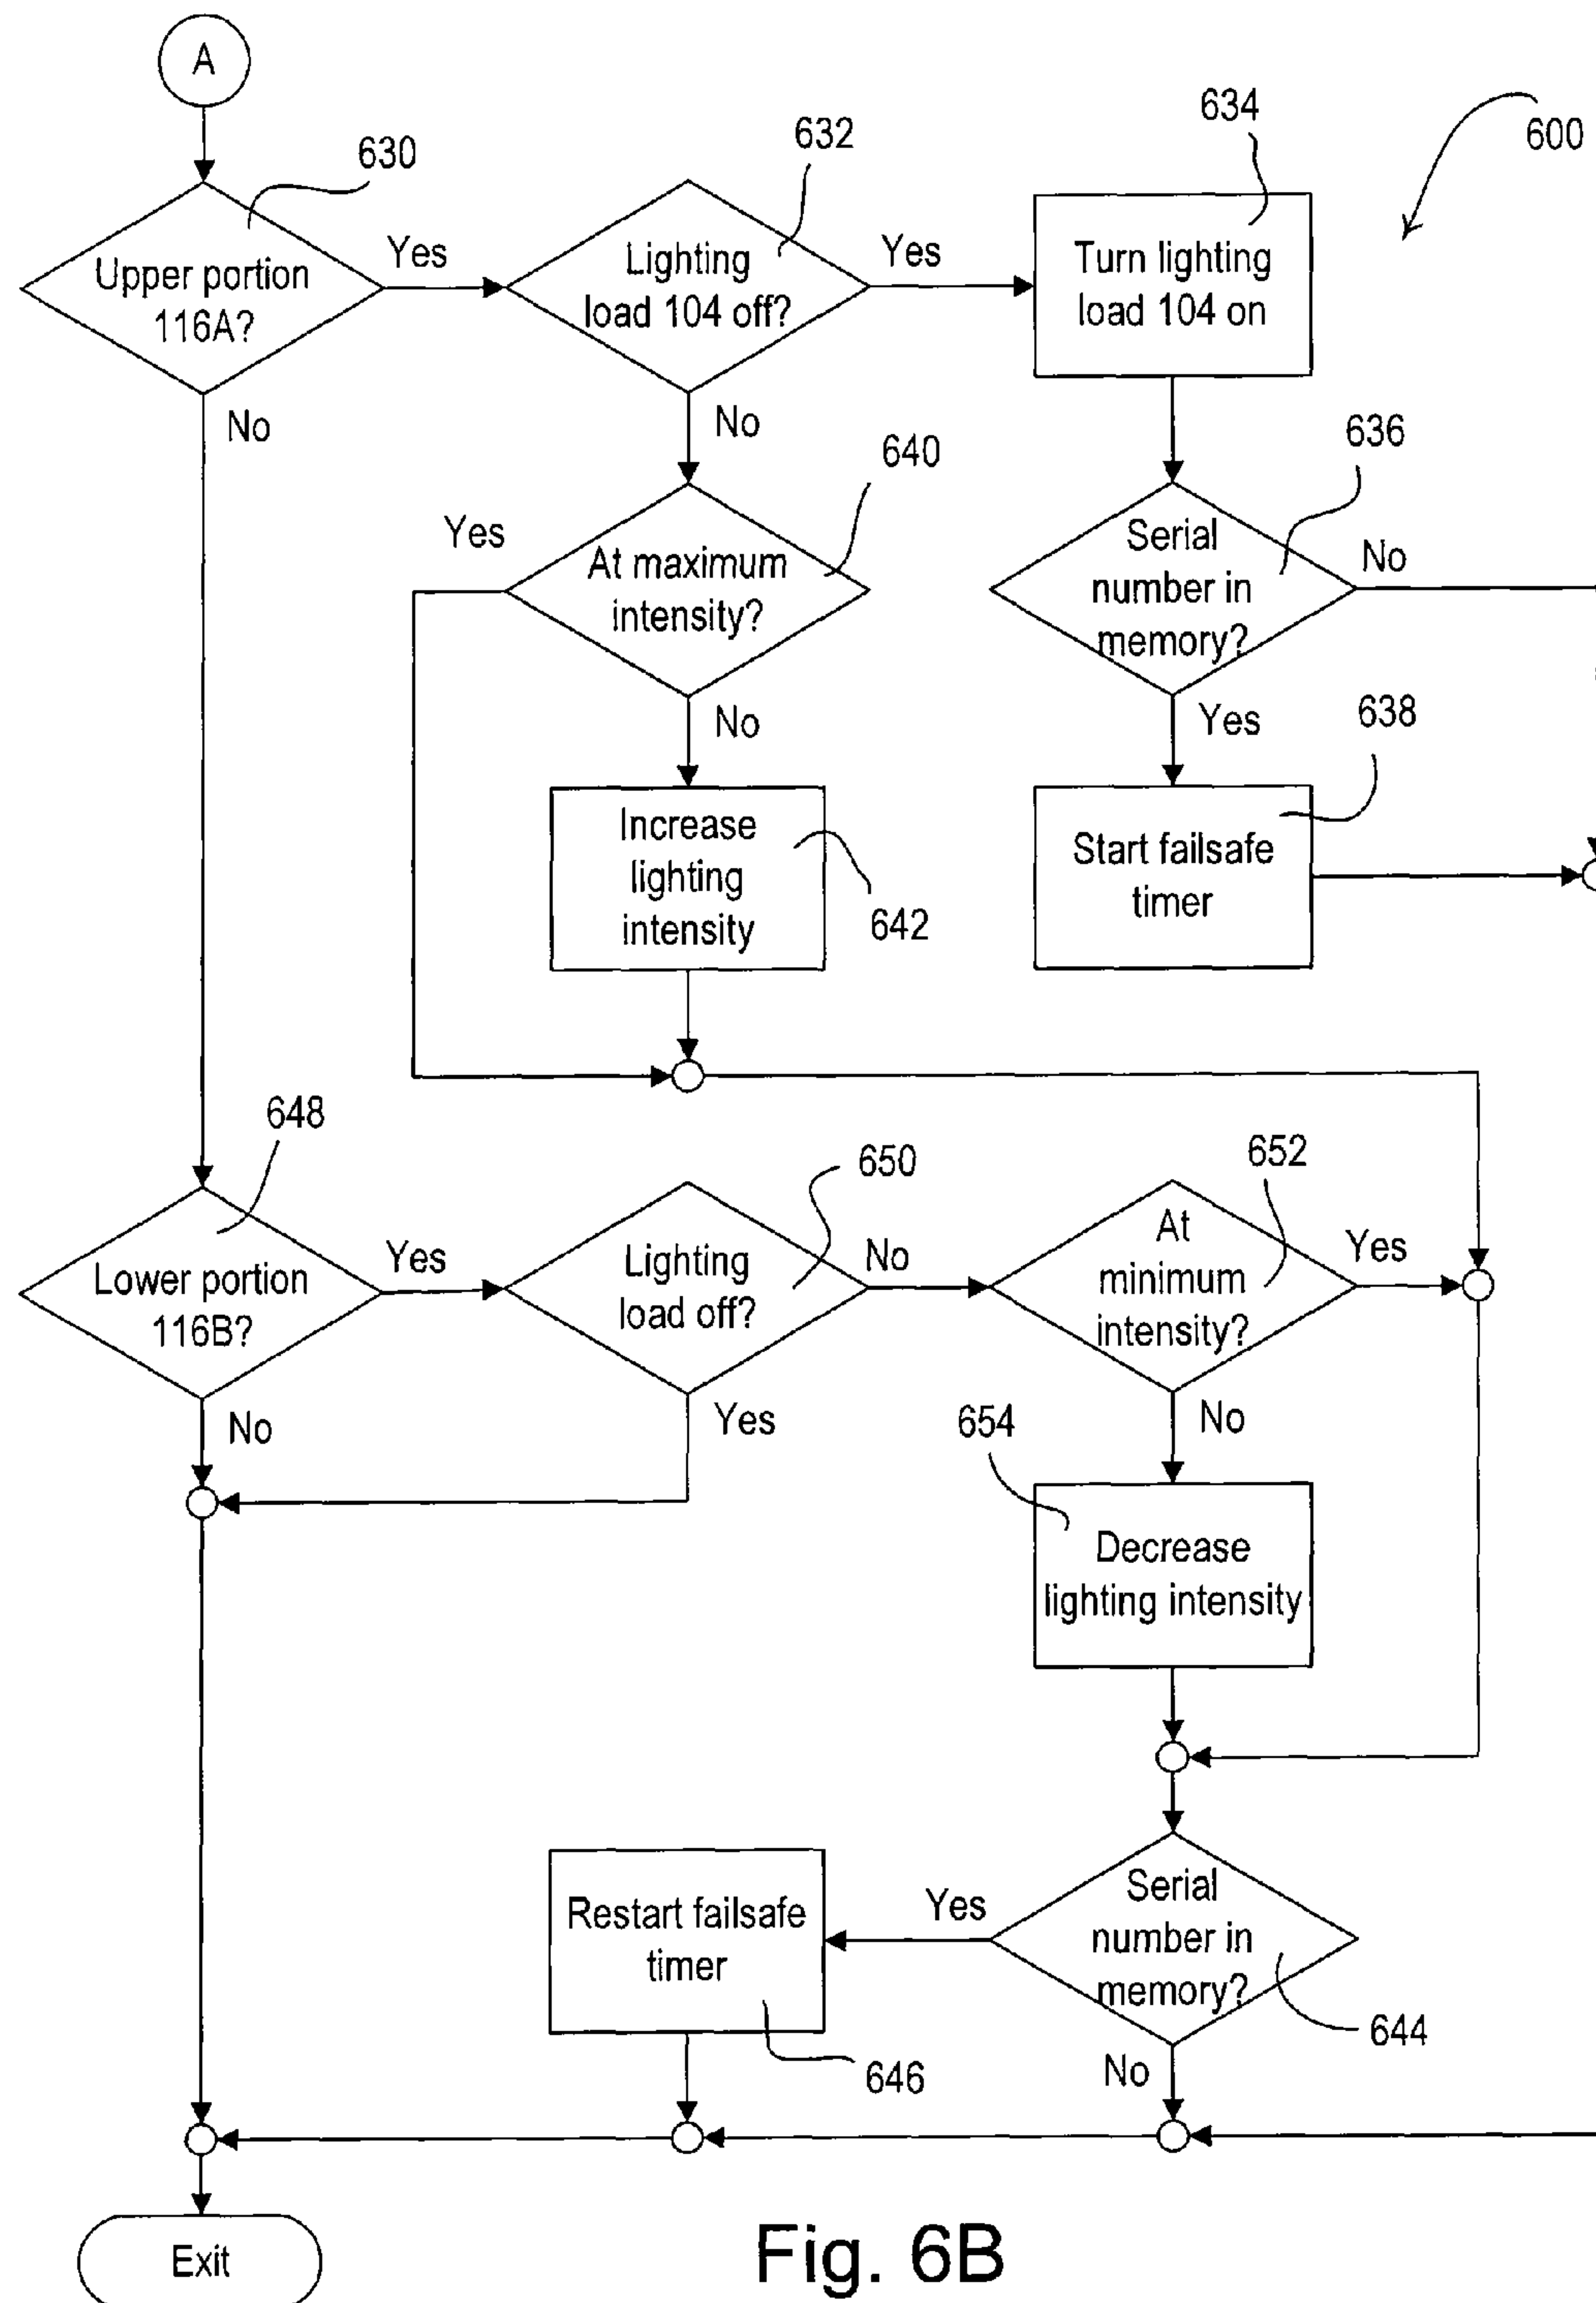 A
600
630
Upper portion
116A?
Yes
No
632
Lighting
load 104 off?
Yes
No
634
Turn lighting
load 104 on
636
Serial
number in
memory?
No
Yes
638
Start failsafe
timer
640
At maximum
intensity?
Yes
No
642
Increase
lighting
intensity
648
Lower portion
116B?
Yes
No
650
Lighting
load off?
No
Yes
652
At
minimum
intensity?
Yes
No
654
Decrease
lighting intensity
Serial
number in
memory?
644
Yes
No
Restart failsafe
timer
646
Exit
Fig. 6B